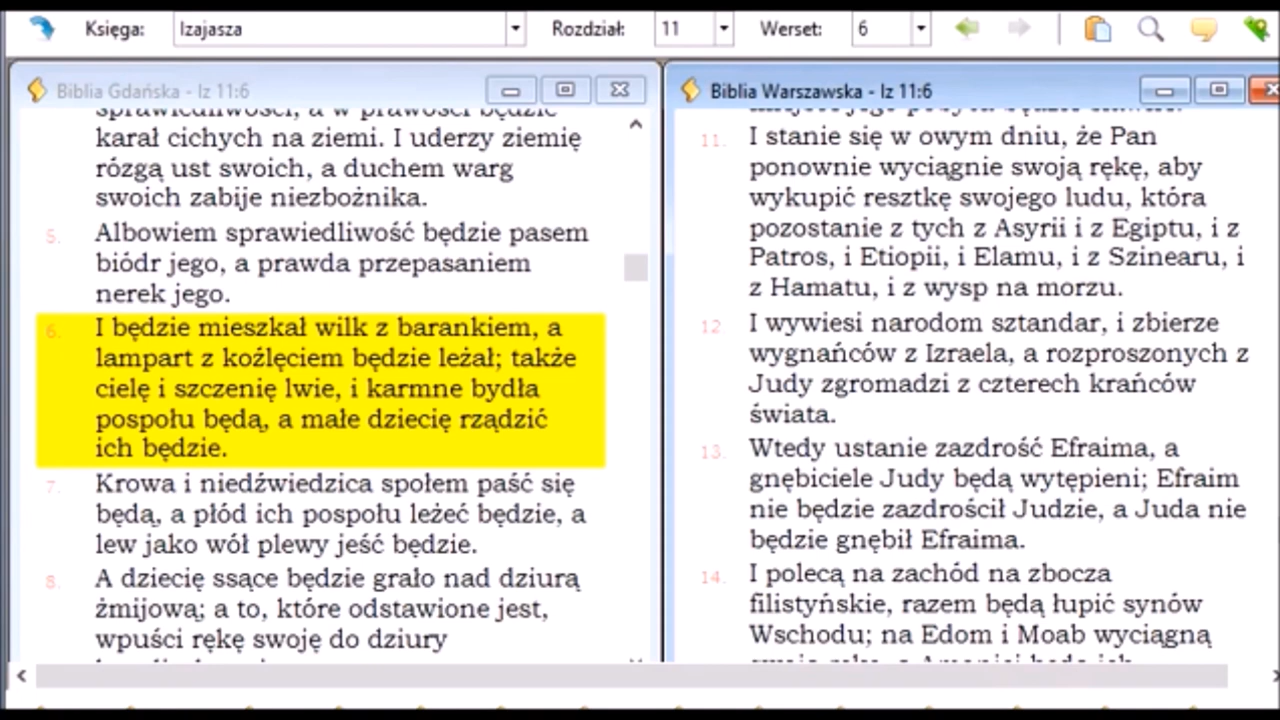 Księga: Izajasza Rozdział: 11 Werset: 6
Biblia Gdańska - Iz 11:6
sprawiedliwości, a w prawości będzie
karał cichych na ziemi. I uderzy ziemię
rózgą ust swoich, a duchem warg
swoich zabije niezbożnika.
5. Albowiem sprawiedliwość będzie pasem
biódr jego, a prawda przepasaniem
nerek jego.
6. I będzie mieszkał wilk z barankiem, a
lampart z koźlęciem będzie leżał; także
cielę i szczenię lwie, i karmne bydła
pospołu będą, a małe dziecię rządzić
ich będzie.
7. Krowa i niedźwiedzica społem paść się
będą, a płód ich pospołu leżeć będzie, a
lew jako wół plewy jeść będzie.
8. A dziecię ssące będzie grało nad dziurą
żmijową; a to, które odstawione jest,
wpuści rękę swoję do dziury
Biblia Warszawska - Iz 11:6
11. I stanie się w owym dniu, że Pan
ponownie wyciągnie swoją rękę, aby
wykupić resztkę swojego ludu, która
pozostanie z tych z Asyrii i z Egiptu, i z
Patros, i Etiopii, i Elamu, i z Szinearu, i
z Hamatu, i z wysp na morzu.
12. I wywiesi narodom sztandar, i zbierze
wygnańców z Izraela, a rozproszonych z
Judy zgromadzi z czterech krańców
świata.
13. Wtedy ustanie zazdrość Efraima, a
gnębiciele Judy będą wytępieni; Efraim
nie będzie zazdrościł Judzie, a Juda nie
będzie gnębił Efraima.
14. I polecą na zachód na zbocza
filistyńskie, razem będą łupić synów
Wschodu; na Edom i Moab wyciągną